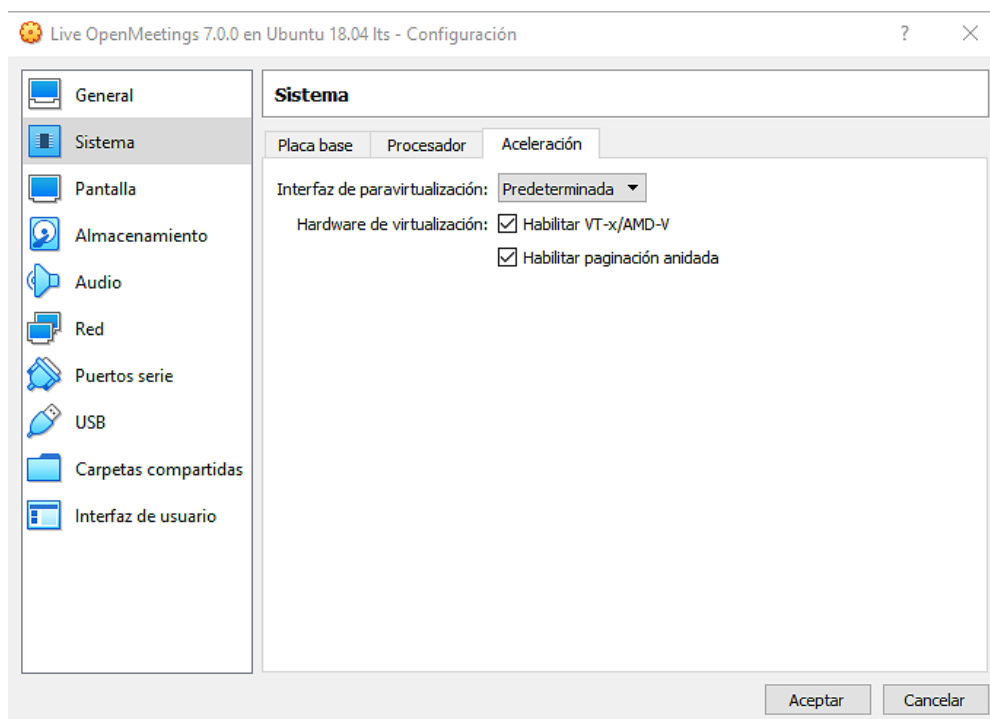 Live OpenMeetings 7.0.0 en Ubuntu 18.04 lts - Configuración
?
General
Sistema
Pantalla
Almacenamiento
Audio
Red
Puertos serie
USB
Carpetas compartidas
Interfaz de usuario
Sistema
Placa base Procesador Aceleración
Interfaz de paravirtualización: Predeterminada
Hardware de virtualización: Habilitar VT-x/AMD-V
Habilitar paginación anidada
Aceptar Cancelar